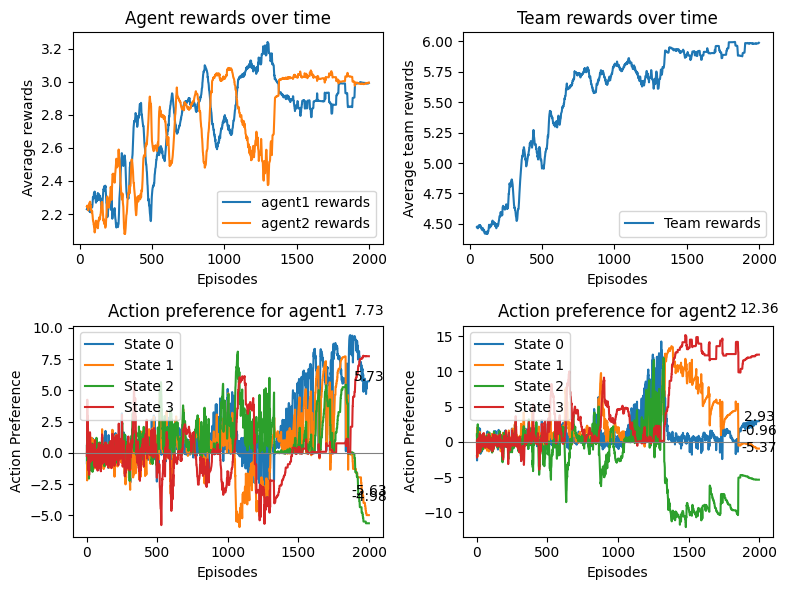 Agent rewards over time
Average rewards
3.2
3.0
2.8
2.6
2.4
2.2
agent1 rewards
agent2 rewards
0
500
1000
1500
2000
Episodes
Team rewards over time
Average team rewards
6.00
5.75
5.50
5.25
5.00
4.75
4.50
Team rewards
0
500
1000
1500
2000
Episodes
Action preference for agent1
Action Preference
10.0
7.5
5.0
2.5
0.0
−2.5
−5.0
State 0
State 1
State 2
State 3
7.73
5.73
-5.63
-4.98
0
500
1000
1500
2000
Episodes
Action preference for agent2
Action Preference
15
10
5
0
−5
−10
State 0
State 1
State 2
State 3
12.36
2.93
-0.96
-5.37
0
500
1000
1500
2000
Episodes